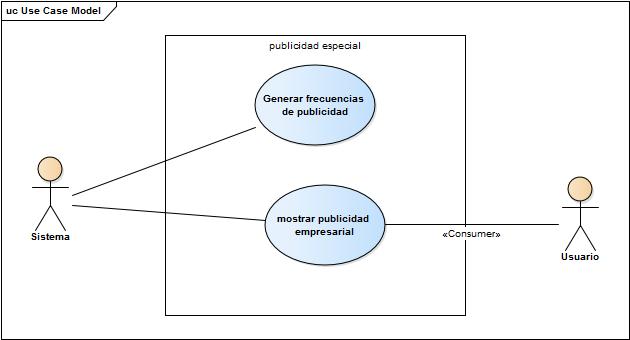 uc Use Case Model
publicidad especial
Generar frecuencias
de publicidad
Sistema
mostrar publicidad
empresarial
«Consumer»
Usuario